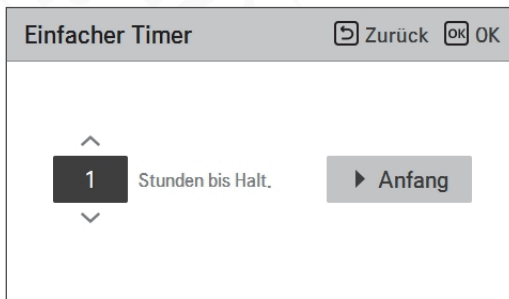 Einfacher Timer Zurück OK OK
1 Stunden bis Halt. Anfang